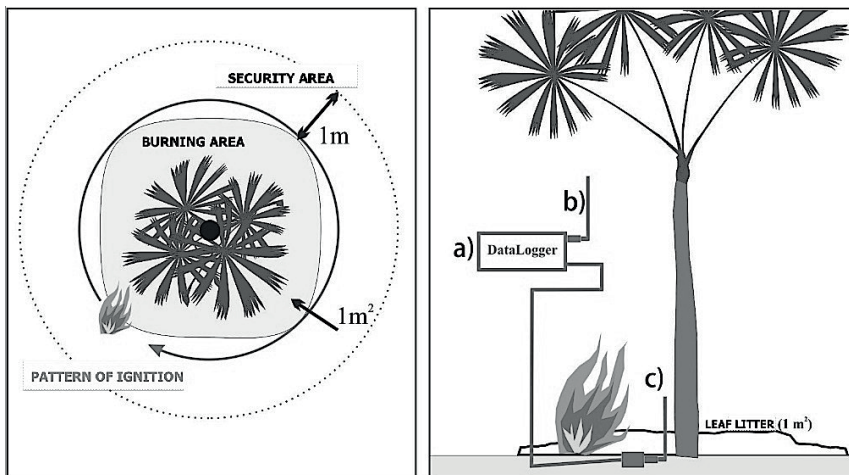 SECURITY AREA
1m
BURNING AREA
1m²
PATTERN OF IGNITION
b)
a)
DataLogger
c)
LEAF LITTER (1 m²)